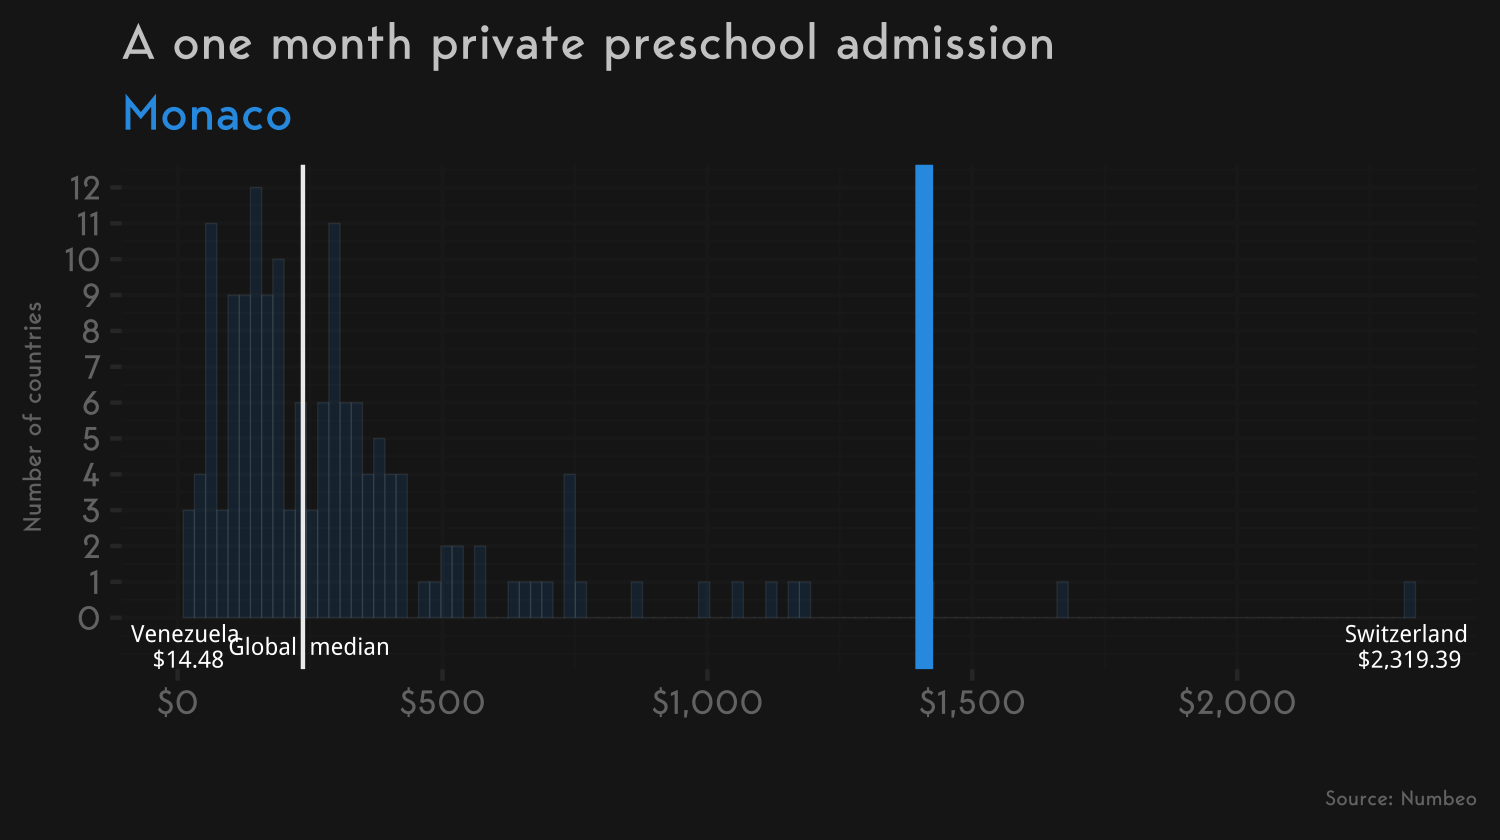 A one month private preschool admission
Monaco
Number of countries
12
11
10
9
8
7
6
5
4
3
2
1
0
Venezuela
$14.48
Global median
Switzerland
$2,319.39
$0
$500
$1,000
$1,500
$2,000
Source: Numbeo